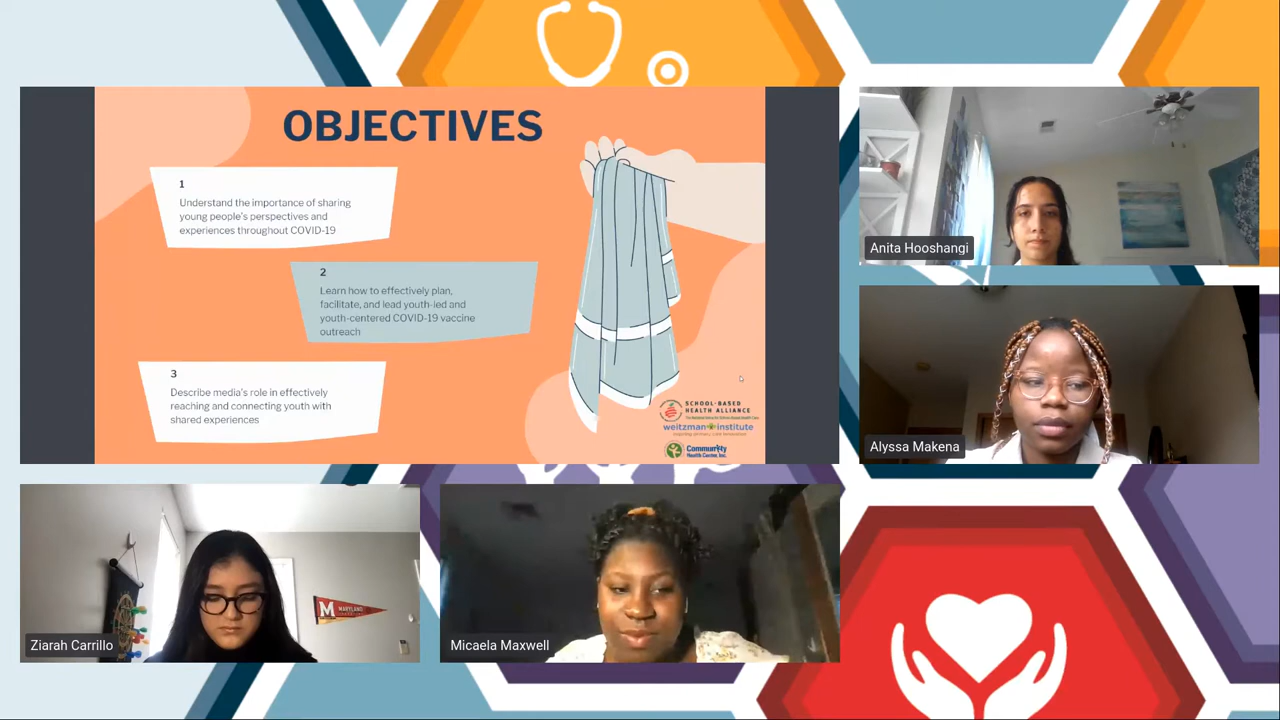 OBJECTIVES
1
Understand the importance of sharing
young people's perspectives and
experiences throughout COVID-19
2
Learn how to effectively plan,
facilitate, and lead youth-led and
youth-centered COVID-19 vaccine
outreach
3
Describe media's role in effectively
reaching and connecting youth with
shared experiences
SCHOOL-BASED
HEALTH ALLIANCE
weitzman institute
Community
Health Center, Inc.
Anita Hooshangi
Alyssa Makena
Ziarah Carrillo
M MARYLAND
Micaela Maxwell